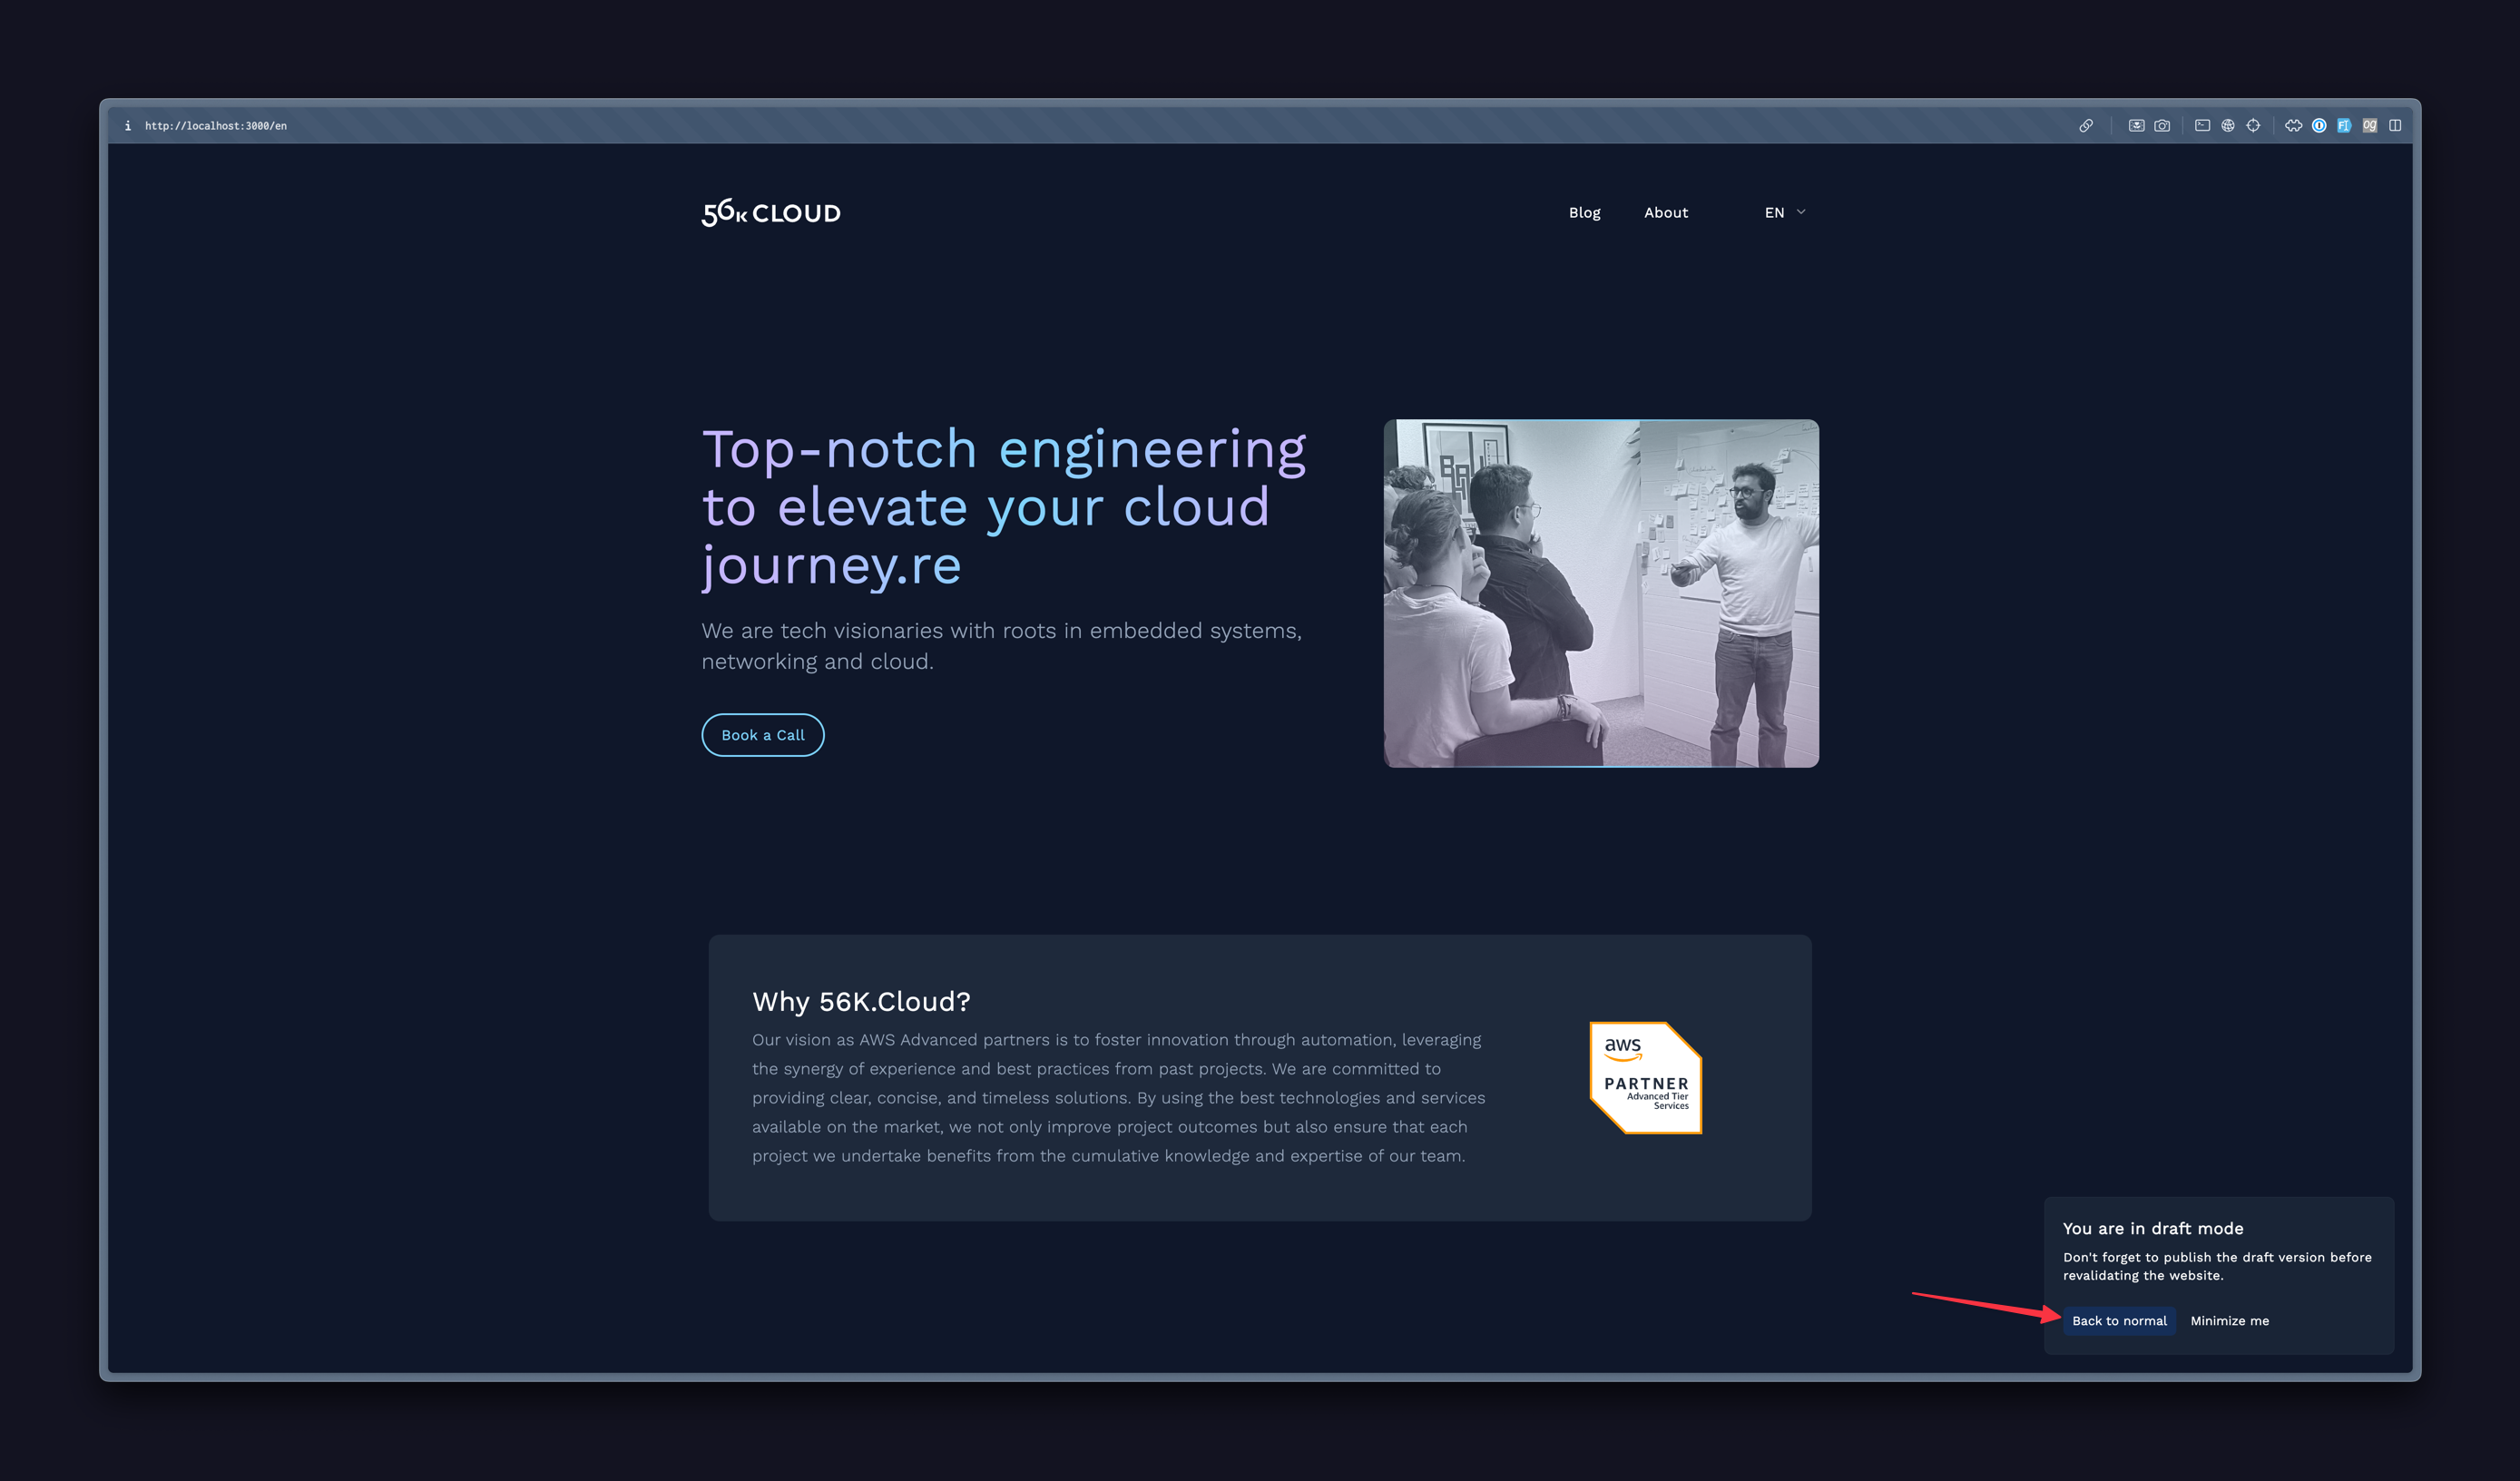 i http://localhost:3000/en
56K CLOUD
Blog About EN
Top-notch engineering
to elevate your cloud
journey.re
We are tech visionaries with roots in embedded systems,
networking and cloud.
Book a Call
Why 56K.Cloud?
Our vision as AWS Advanced partners is to foster innovation through automation, leveraging
the synergy of experience and best practices from past projects. We are committed to
providing clear, concise, and timeless solutions. By using the best technologies and services
available on the market, we not only improve project outcomes but also ensure that each
project we undertake benefits from the cumulative knowledge and expertise of our team.
aws
PARTNER
Advanced Tier
Services
You are in draft mode
Don't forget to publish the draft version before
revalidating the website.
Back to normal Minimize me